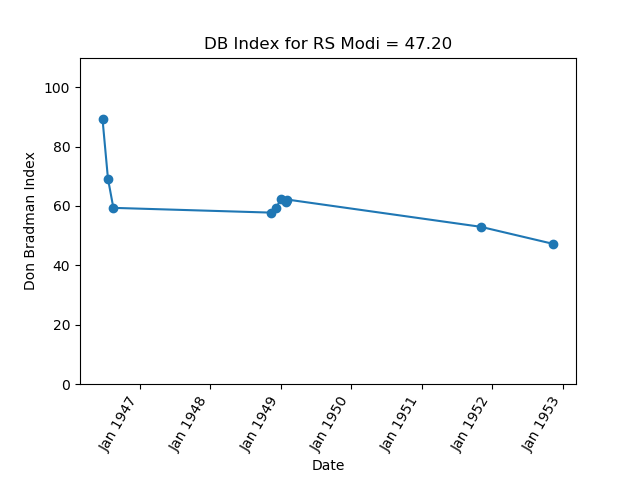 DB Index for RS Modi = 47.20
100
80
60
40
20
0
Don Bradman Index
Jan 1947
Jan 1948
Jan 1949
Jan 1950
Jan 1951
Jan 1952
Jan 1953
Date